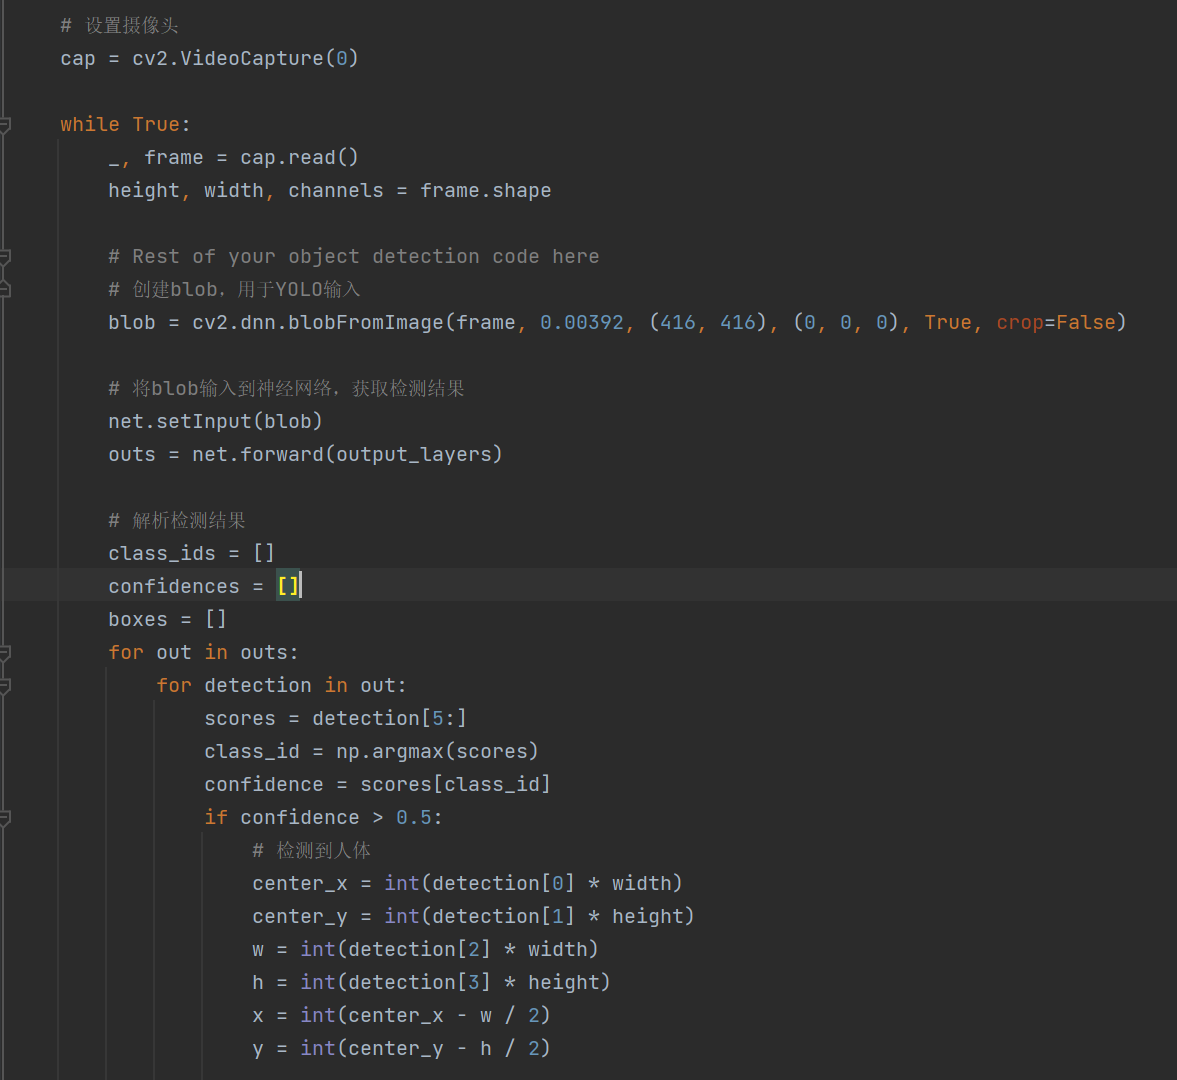 # 设置摄像头
cap = cv2.VideoCapture(0)
while True:
_, frame = cap.read()
height, width, channels = frame.shape
# Rest of your object detection code here
# 创建blob，用于YOLO输入
blob = cv2.dnn.blobFromImage(frame, 0.00392, (416, 416), (0, 0, 0), True, crop=False)
# 将blob输入到神经网络，获取检测结果
net.setInput(blob)
outs = net.forward(output_layers)
# 解析检测结果
class_ids = []
confidences = []
boxes = []
for out in outs:
for detection in out:
scores = detection[5:]
class_id = np.argmax(scores)
confidence = scores[class_id]
if confidence > 0.5:
# 检测到人体
center_x = int(detection[0] * width)
center_y = int(detection[1] * height)
w = int(detection[2] * width)
h = int(detection[3] * height)
x = int(center_x - w / 2)
y = int(center_y - h / 2)